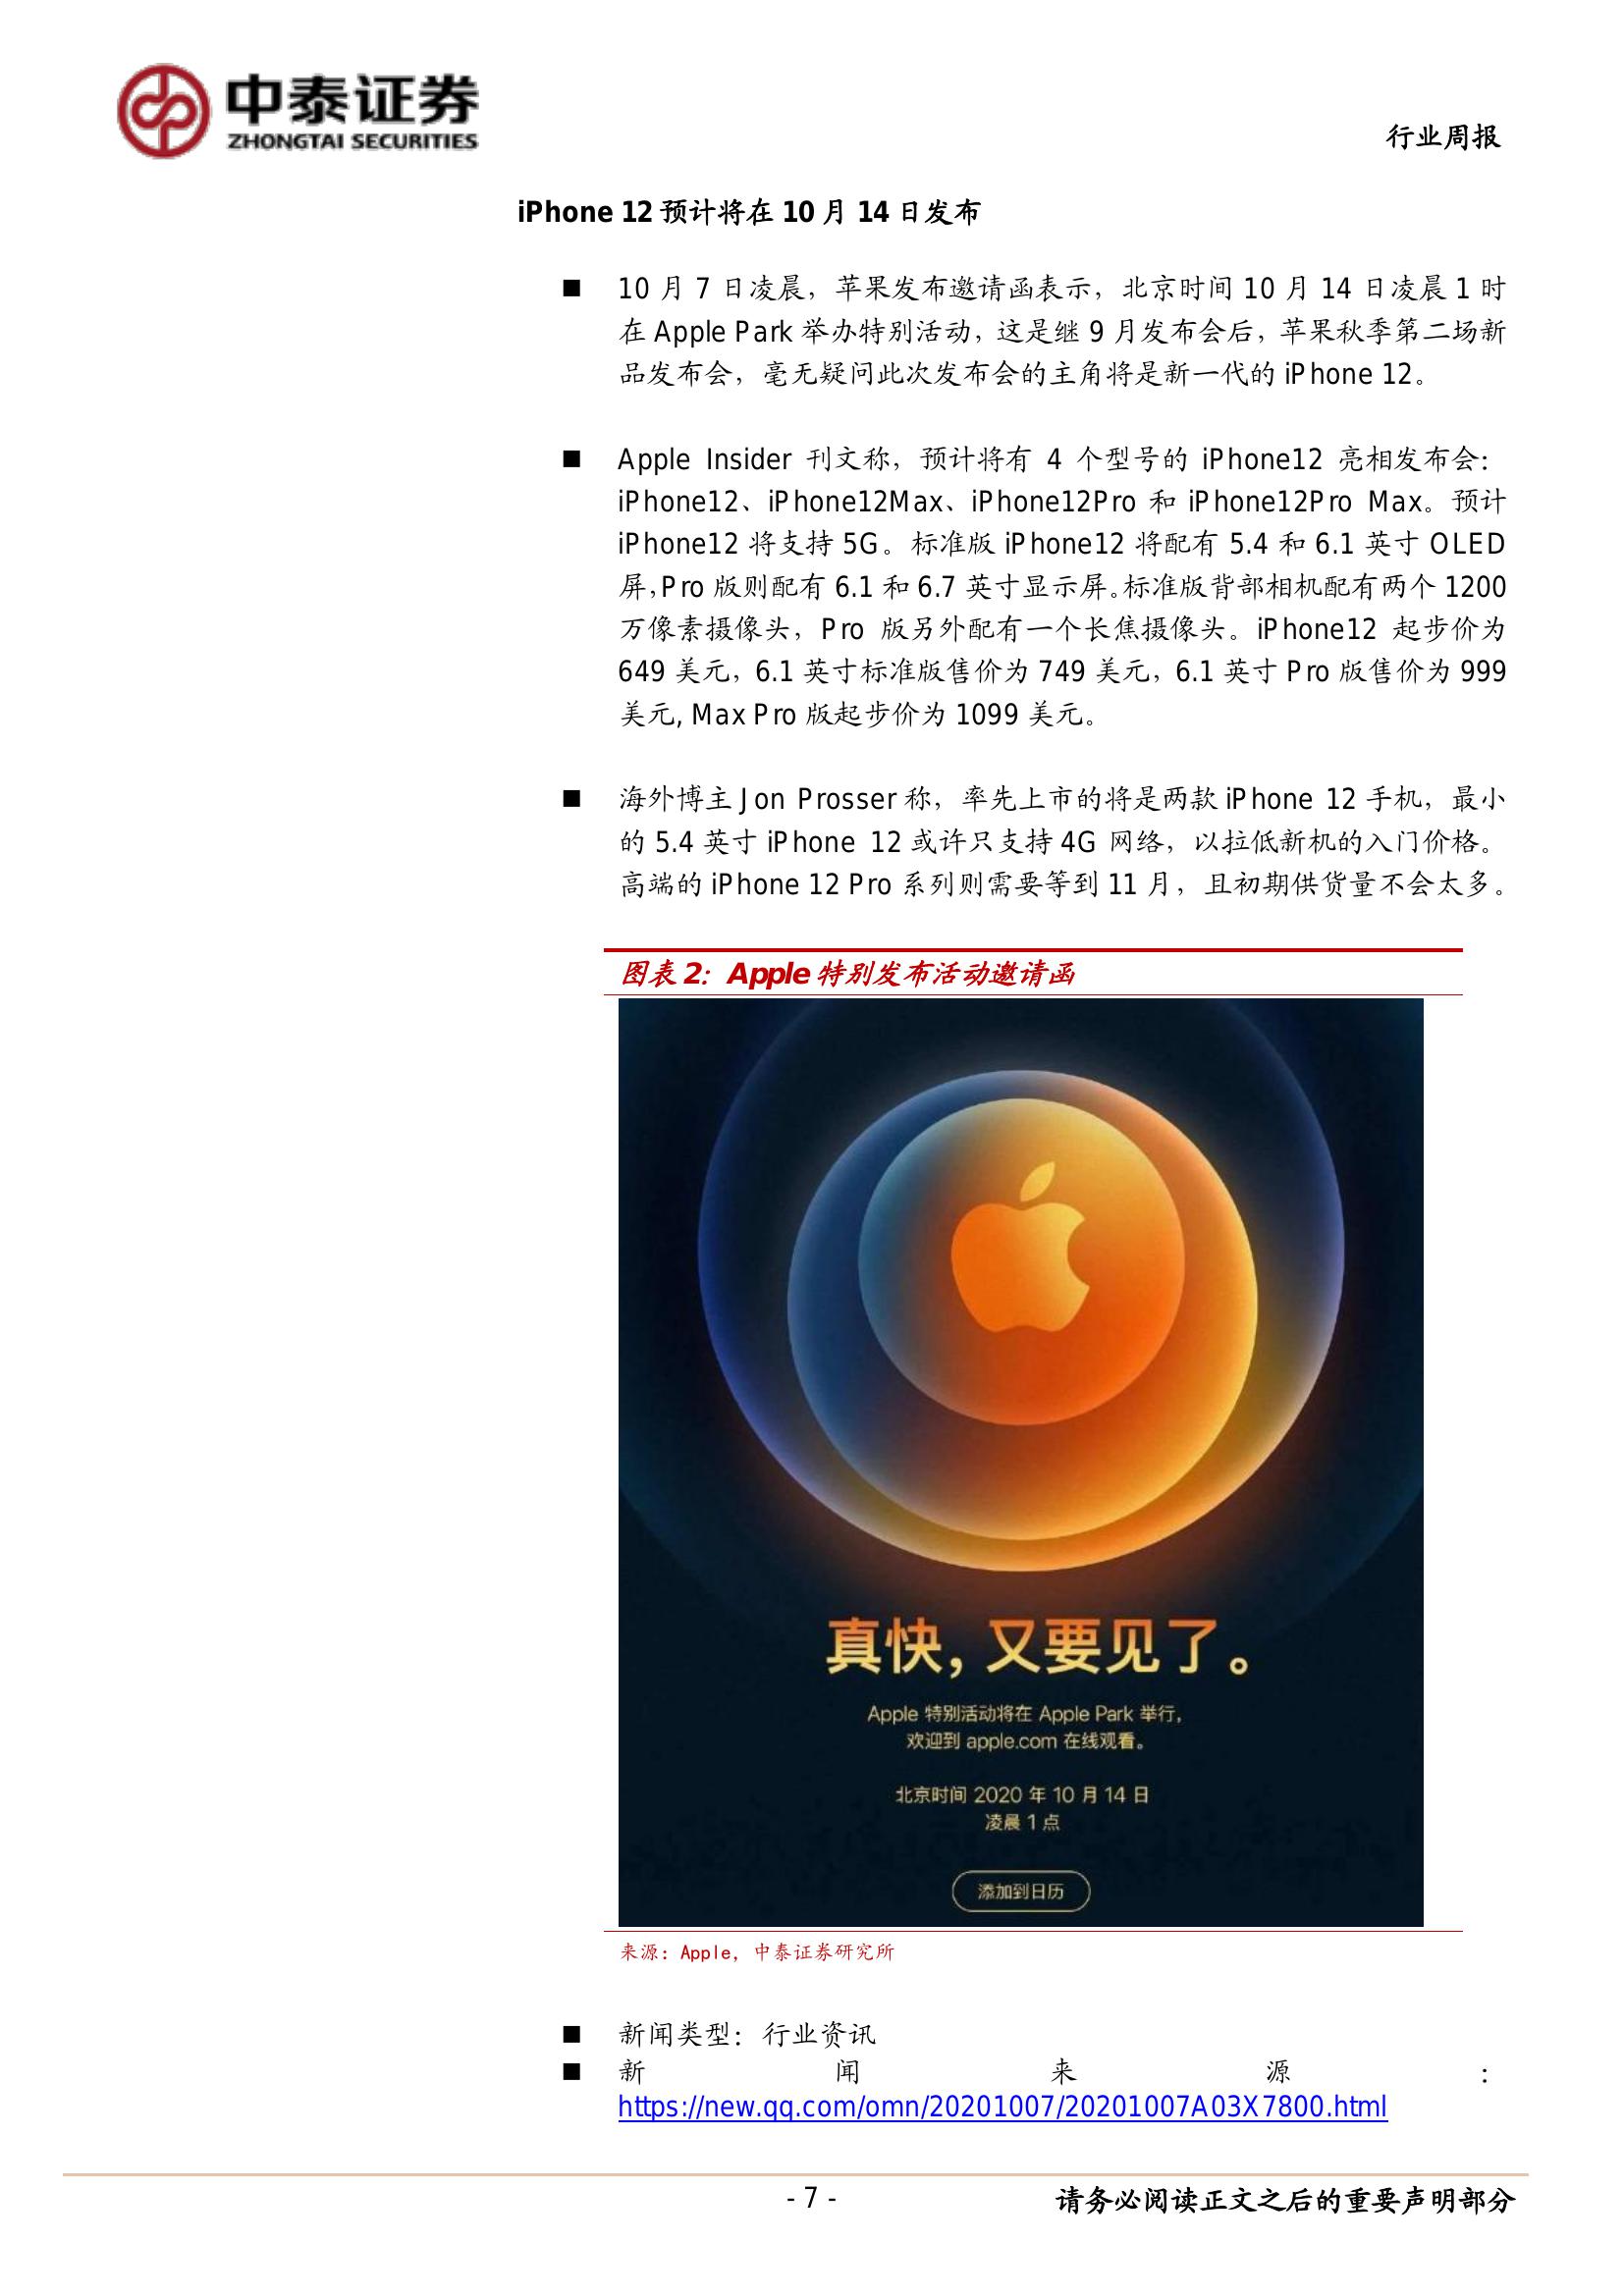 中泰证券
ZHONGTAI SECURITIES
行业周报
iPhone 12 预计将在 10 月 14 日发布
■ 10 月 7 日凌晨，苹果发布邀请函表示，北京时间 10 月 14 日凌晨 1 时
在 Apple Park 举办特别活动，这是继 9 月发布会后，苹果秋季第二场新
品发布会，毫无疑问此次发布会的主角将是新一代的 iPhone 12。
■ Apple Insider 刊文称，预计将有 4 个型号的 iPhone12 亮相发布会：
iPhone12、iPhone12Max、iPhone12Pro 和 iPhone12Pro Max。预计
iPhone12 将支持 5G。标准版 iPhone12 将配有 5.4 和 6.1 英寸 OLED
屏，Pro 版则配有 6.1 和 6.7 英寸显示屏。标准版背部相机配有两个 1200
万像素摄像头，Pro 版另外配有一个长焦摄像头。iPhone12 起步价为
649 美元，6.1 英寸标准版售价为 749 美元，6.1 英寸 Pro 版售价为 999
美元, Max Pro 版起步价为 1099 美元。
■ 海外博主 Jon Prosser 称，率先上市的将是两款 iPhone 12 手机，最小
的 5.4 英寸 iPhone 12 或许只支持 4G 网络，以拉低新机的入门价格。
高端的 iPhone 12 Pro 系列则需要等到 11 月，且初期供货量不会太多。
图表 2：Apple 特别发布活动邀请函
真快，又要见了。
Apple 特别活动将在 Apple Park 举行，
欢迎到 apple.com 在线观看。
北京时间 2020 年 10 月 14 日
凌晨 1 点
添加到日历
来源：Apple，中泰证券研究所
■ 新闻类型：行业资讯
■ 新闻来源：
https://new.qq.com/omn/20201007/20201007A03X7800.html
- 7 -
请务必阅读正文之后的重要声明部分